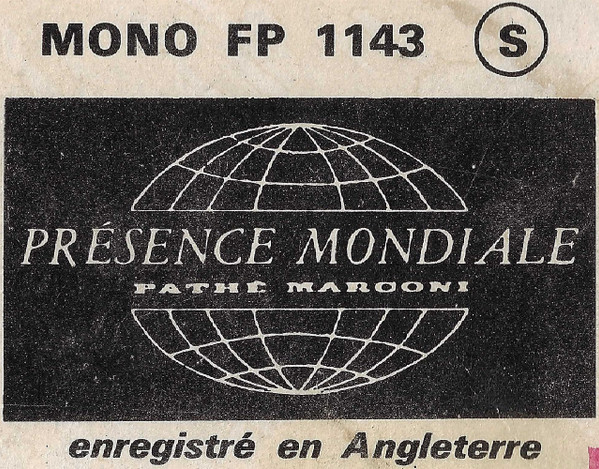 MONO FP 1143 S
PRÉSENCE MONDIALE
PATHÉ MARCONI
enregistré en Angleterre